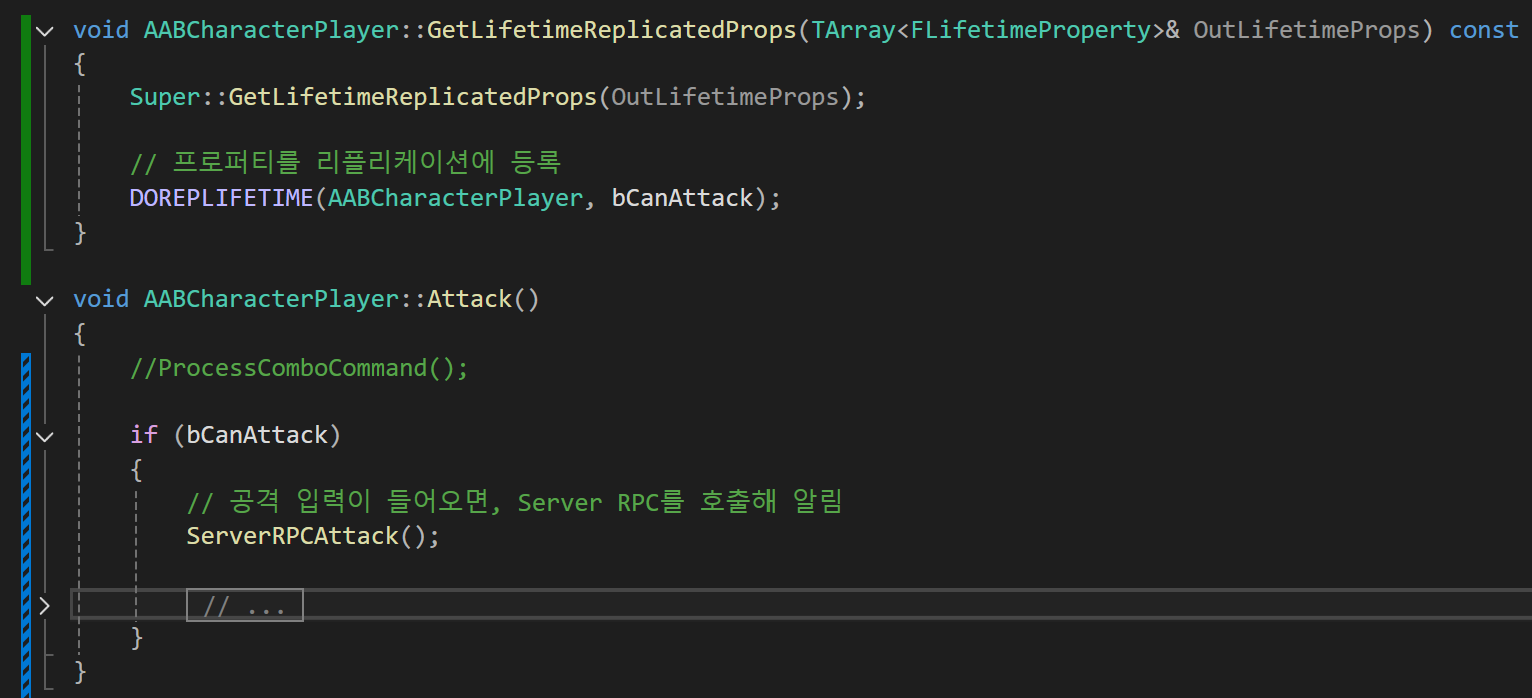 void AABCharacterPlayer::GetLifetimeReplicatedProps(TArray<FLifetimeProperty>& OutLifetimeProps) const
{
Super::GetLifetimeReplicatedProps(OutLifetimeProps);
// 프로퍼티를 리플리케이션에 등록
DOREPLIFETIME(AABCharacterPlayer, bCanAttack);
}
void AABCharacterPlayer::Attack()
{
//ProcessComboCommand();
if (bCanAttack)
{
// 공격 입력이 들어오면, Server RPC를 호출해 알림
ServerRPCAttack();
// ...
}
}